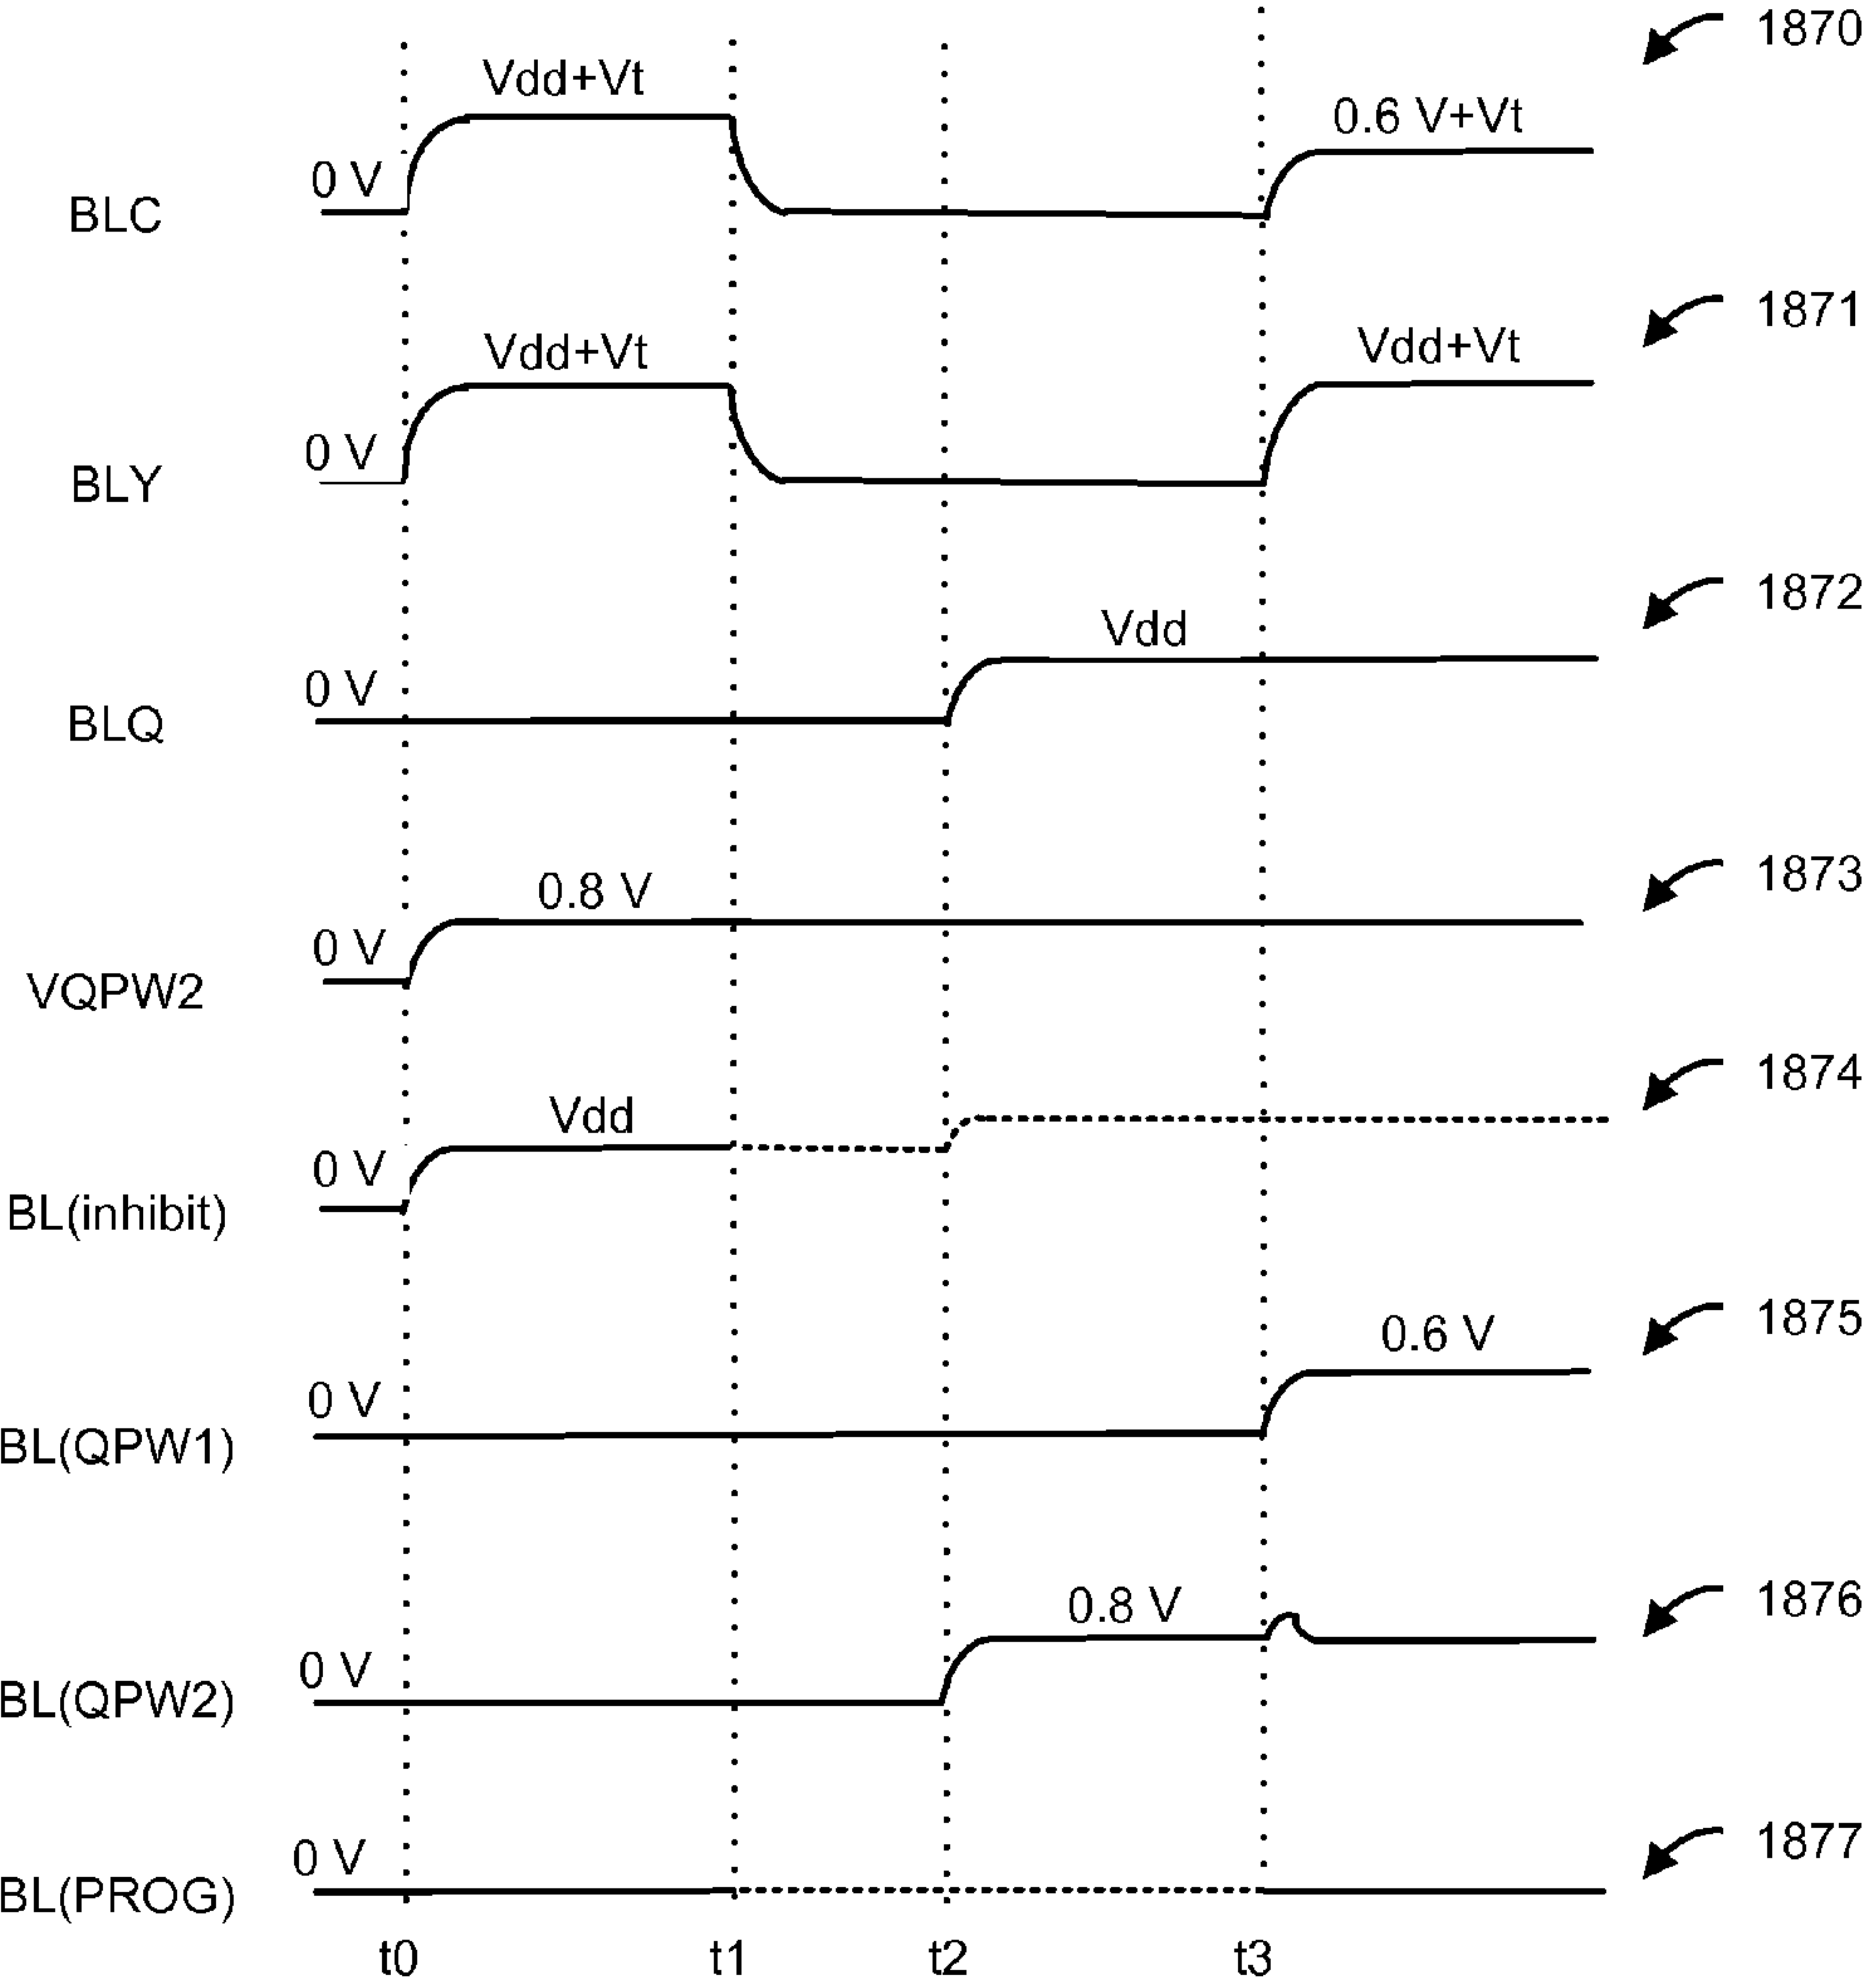 1870
Vdd+Vt
0.6 V+Vt
0 V
BLC
1871
Vdd+Vt
Vdd+Vt
0 V
BLY
1872
Vdd
0 V
BLQ
1873
0.8 V
0 V
VQPW2
1874
Vdd
0 V
BL(inhibit)
1875
0.6 V
0 V
BL(QPW1)
1876
0.8 V
0 V
BL(QPW2)
1877
0 V
BL(PROG)
t0 t1 t2 t3